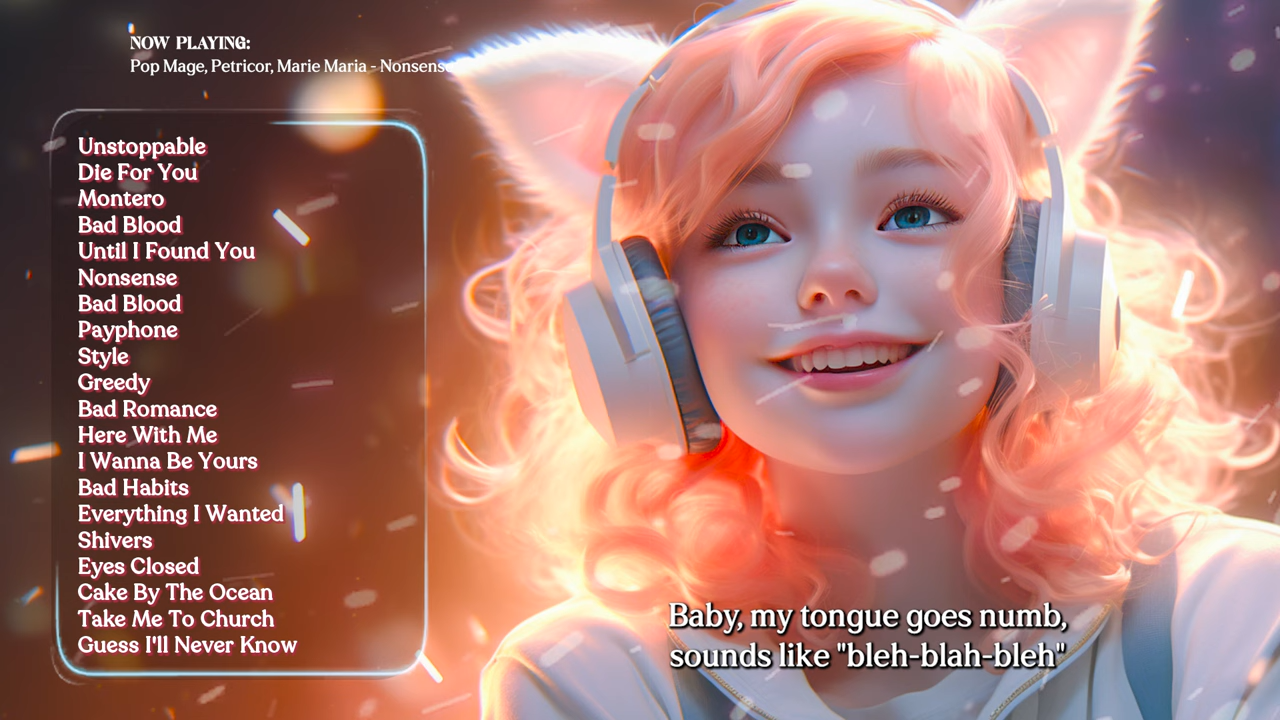 NOW PLAYING:
Pop Mage, Petricor, Marie Maria - Nonsense
Unstoppable
Die For You
Montero
Bad Blood
Until I Found You
Nonsense
Bad Blood
Payphone
Style
Greedy
Bad Romance
Here With Me
I Wanna Be Yours
Bad Habits
Everything I Wanted
Shivers
Eyes Closed
Cake By The Ocean
Take Me To Church
Guess I'll Never Know
Baby, my tongue goes numb,
sounds like "bleh-blah-bleh"